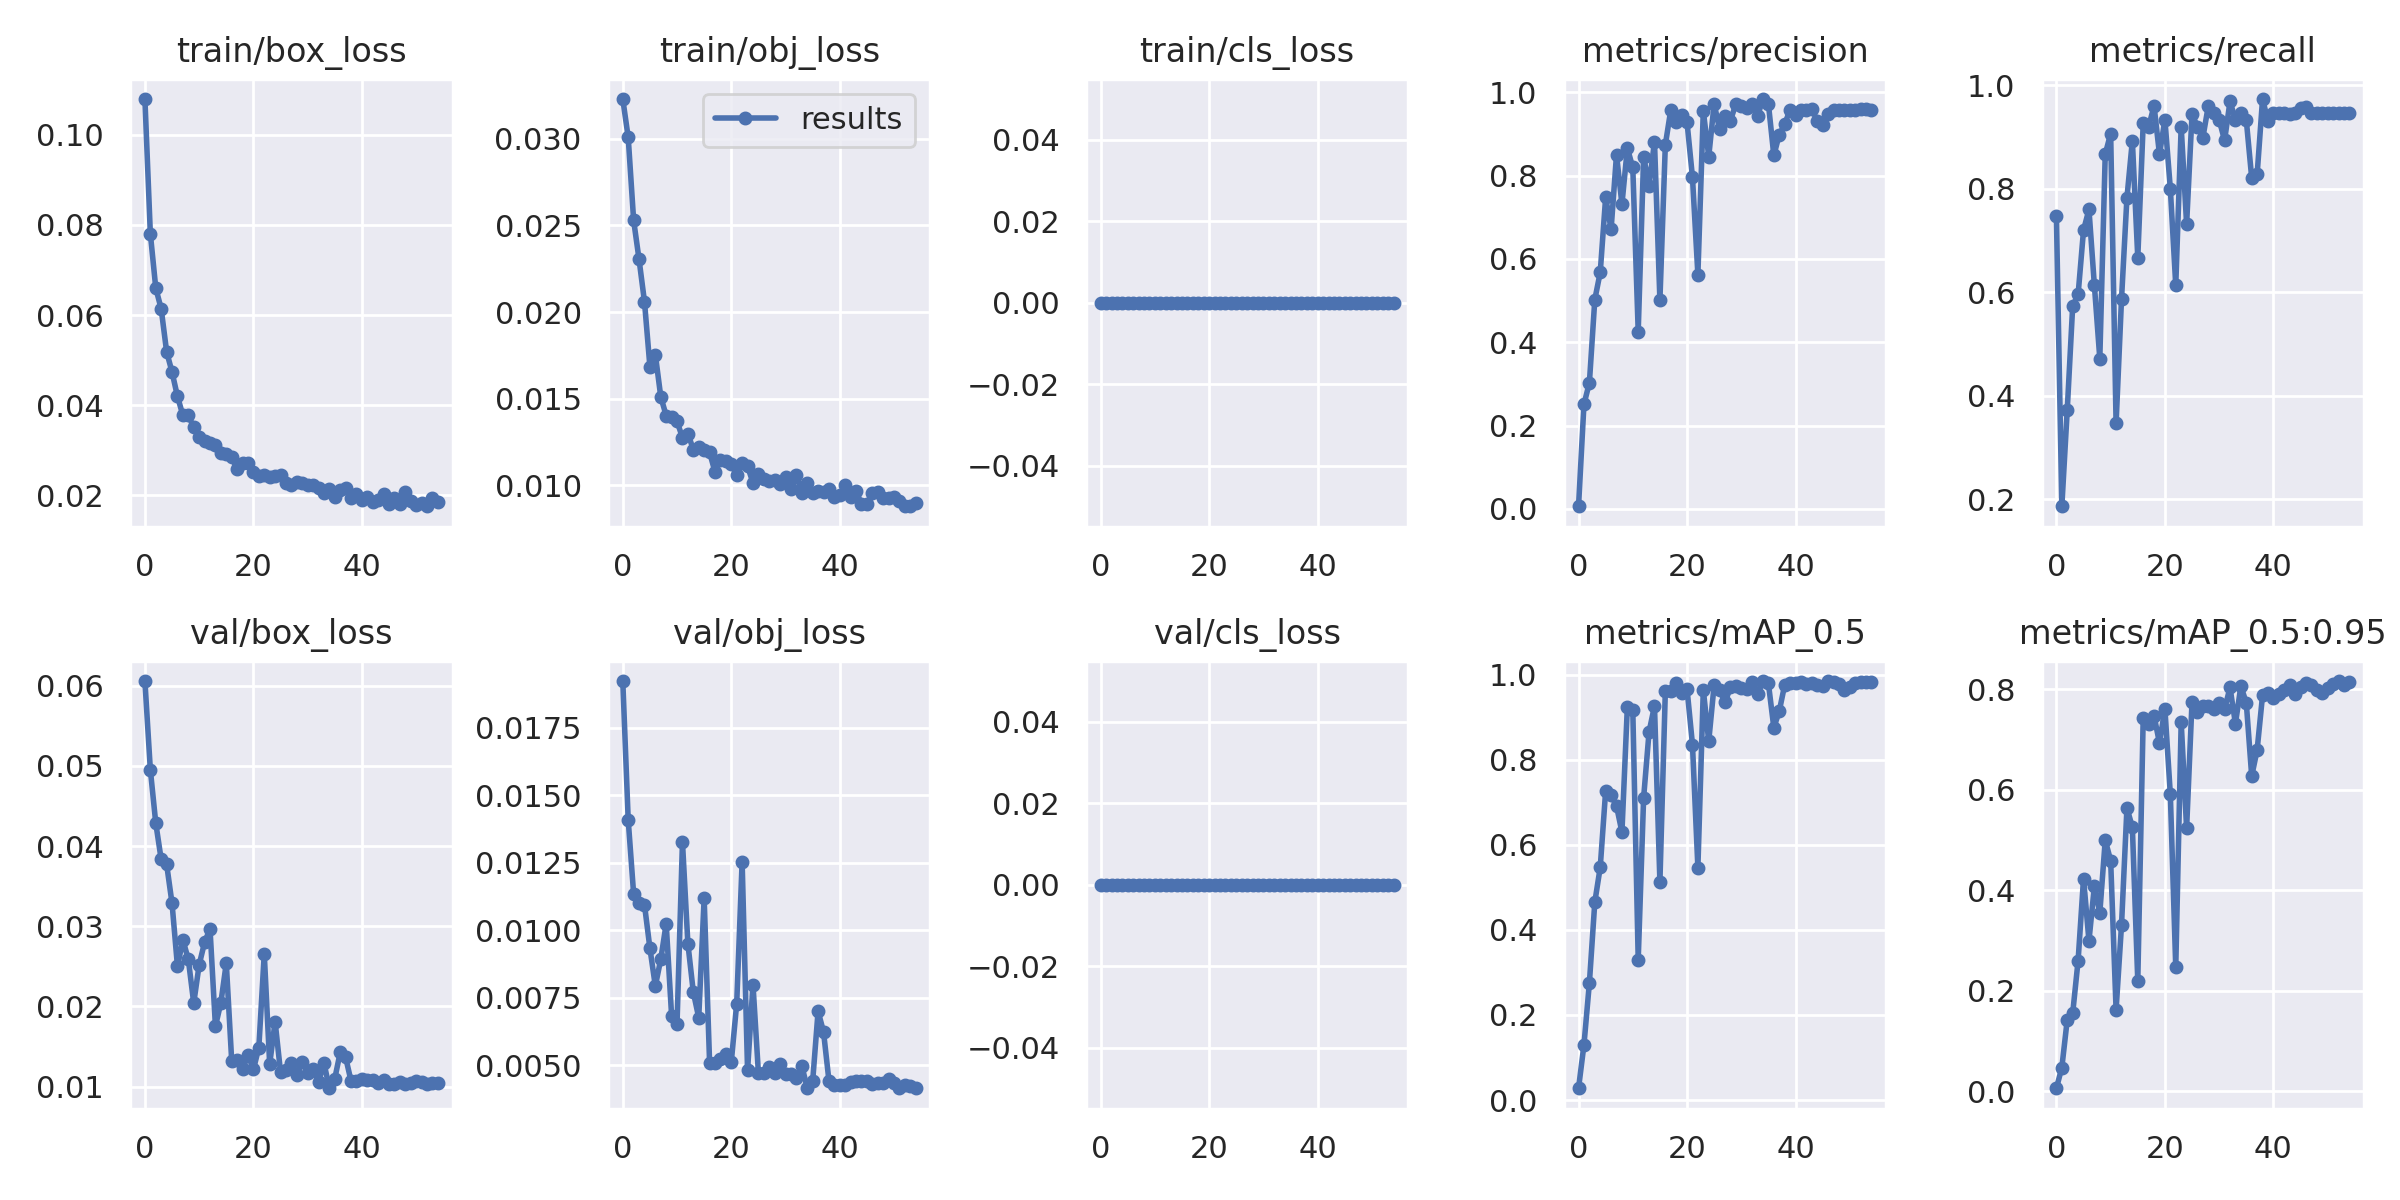 train/box_loss
0.10
0.08
0.06
0.04
0.02
0 20 40
train/obj_loss
results
0.030
0.025
0.020
0.015
0.010
0 20 40
train/cls_loss
0.04
0.02
0.00
−0.02
−0.04
0 20 40
metrics/precision
1.0
0.8
0.6
0.4
0.2
0.0
0 20 40
metrics/recall
1.0
0.8
0.6
0.4
0.2
0 20 40
val/box_loss
0.06
0.05
0.04
0.03
0.02
0.01
0 20 40
val/obj_loss
0.0175
0.0150
0.0125
0.0100
0.0075
0.0050
0 20 40
val/cls_loss
0.04
0.02
0.00
−0.02
−0.04
0 20 40
metrics/mAP_0.5
1.0
0.8
0.6
0.4
0.2
0.0
0 20 40
metrics/mAP_0.5:0.95
0.8
0.6
0.4
0.2
0.0
0 20 40